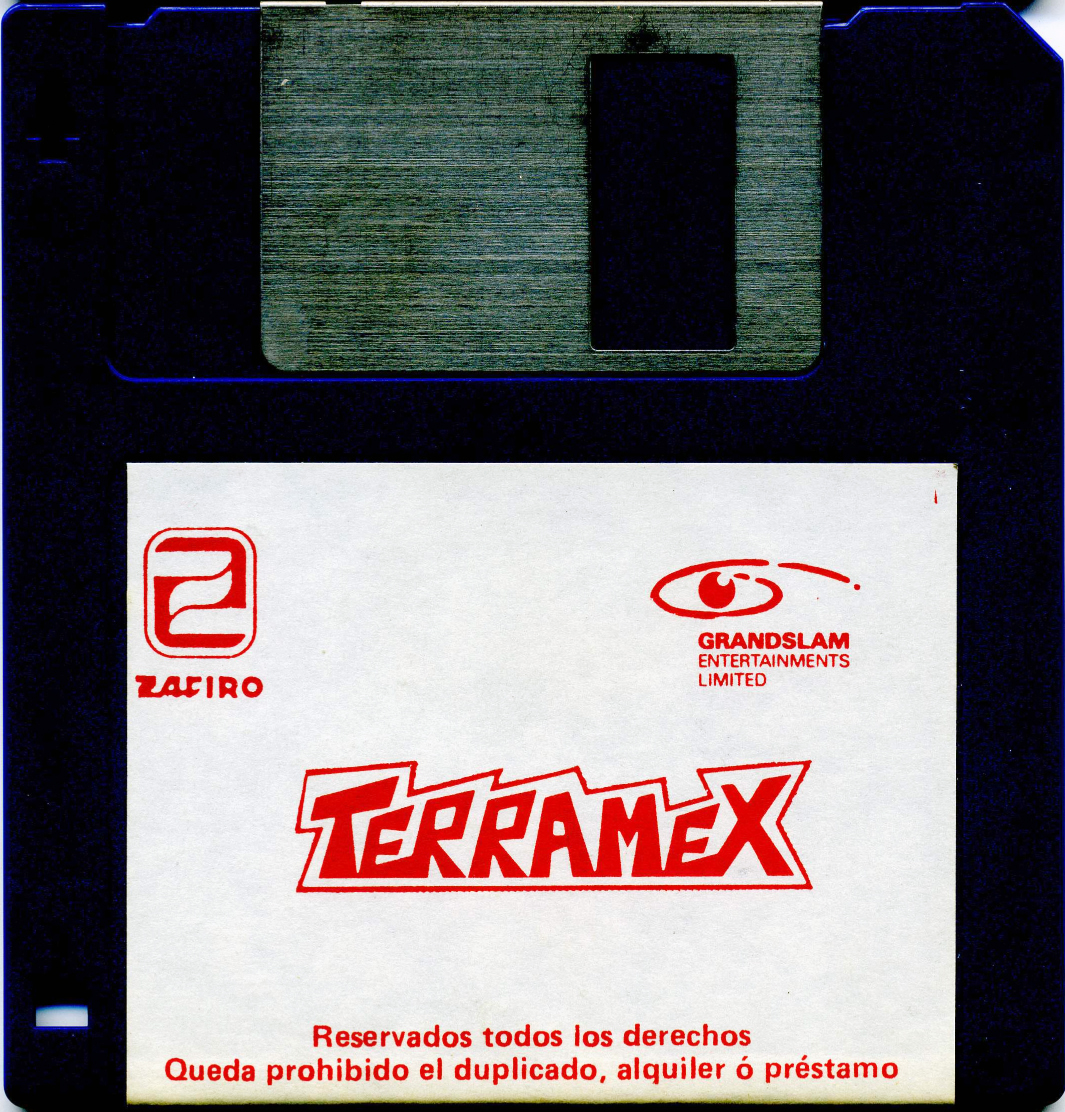 ZAFIRO
GRANDSLAM
ENTERTAINMENTS
LIMITED
TERRAMEX
Reservados todos los derechos
Queda prohibido el duplicado, alquiler ó préstamo